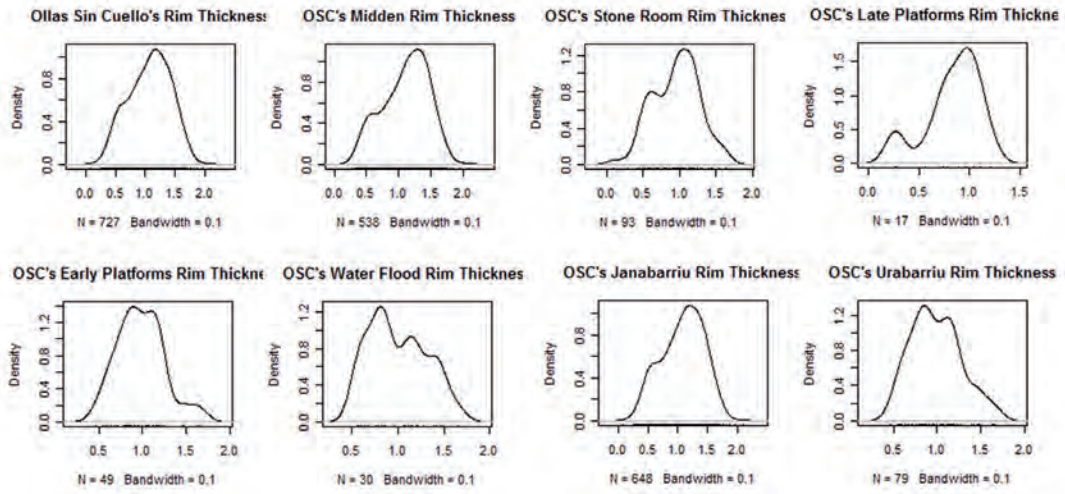 Ollas Sin Cuello's Rim Thickness
OSC's Midden Rim Thickness
OSC's Stone Room Rim Thickness
OSC's Late Platforms Rim Thickne
Density
0.0 0.4 0.8
0.0 0.5 1.0 1.5 2.0
N = 727 Bandwidth = 0.1
Density
0.0 0.4 0.8
0.0 0.5 1.0 1.5 2.0
N = 538 Bandwidth = 0.1
Density
0.0 0.4 0.8 1.2
0.0 0.5 1.0 1.5
N = 93 Bandwidth = 0.1
Density
0.0 0.5 1.0 1.5
0.0 0.5 1.0 1.5
N = 17 Bandwidth = 0.1
OSC's Early Platforms Rim Thickne
OSC's Water Flood Rim Thicknes
OSC's Janabarriu Rim Thickness
OSC's Urabarriu Rim Thickness
Density
0.0 0.4 0.8 1.2
0.5 1.0 1.5 2.0
N = 49 Bandwidth = 0.1
Density
0.0 0.4 0.8 1.2
0.5 1.0 1.5 2.0
N = 30 Bandwidth = 0.1
Density
0.0 0.4 0.8
0.0 0.5 1.0 1.5 2.0
N = 648 Bandwidth = 0.1
Density
0.0 0.4 0.8 1.2
0.5 1.0 1.5 2.0
N = 79 Bandwidth = 0.1